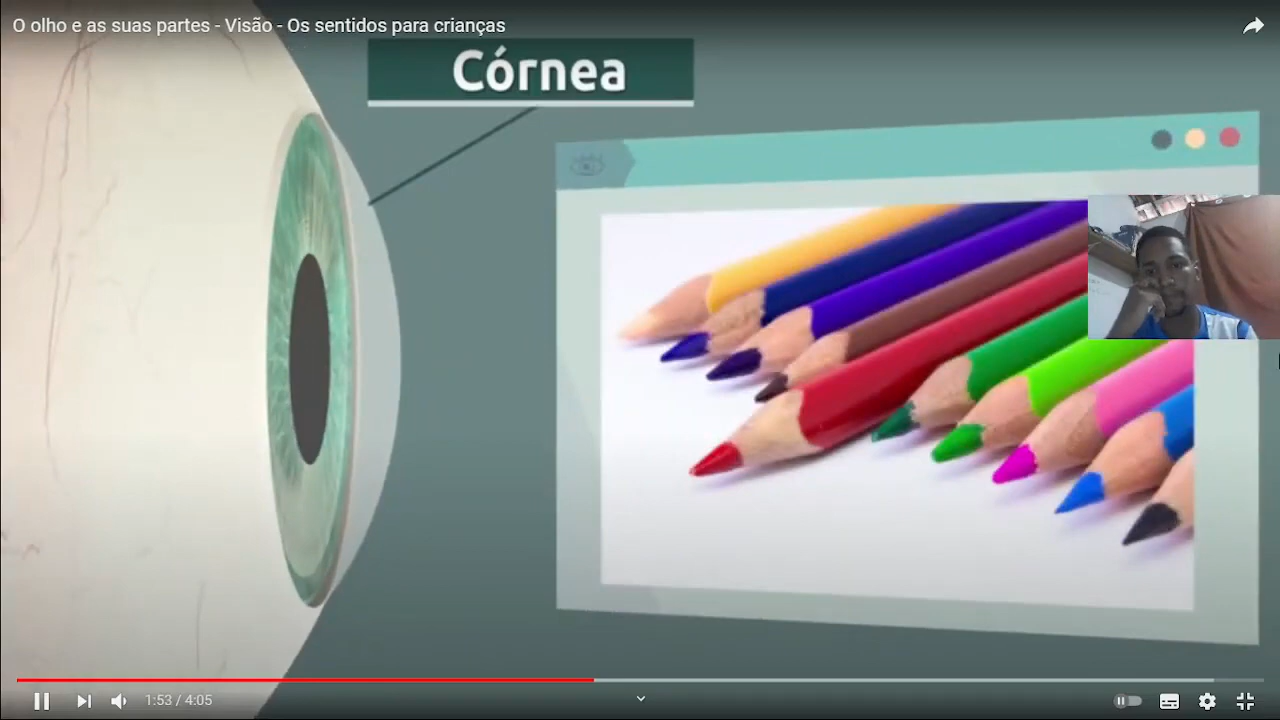 O olho e as suas partes - Visão - Os sentidos para crianças
Córnea
1:53 / 4:05